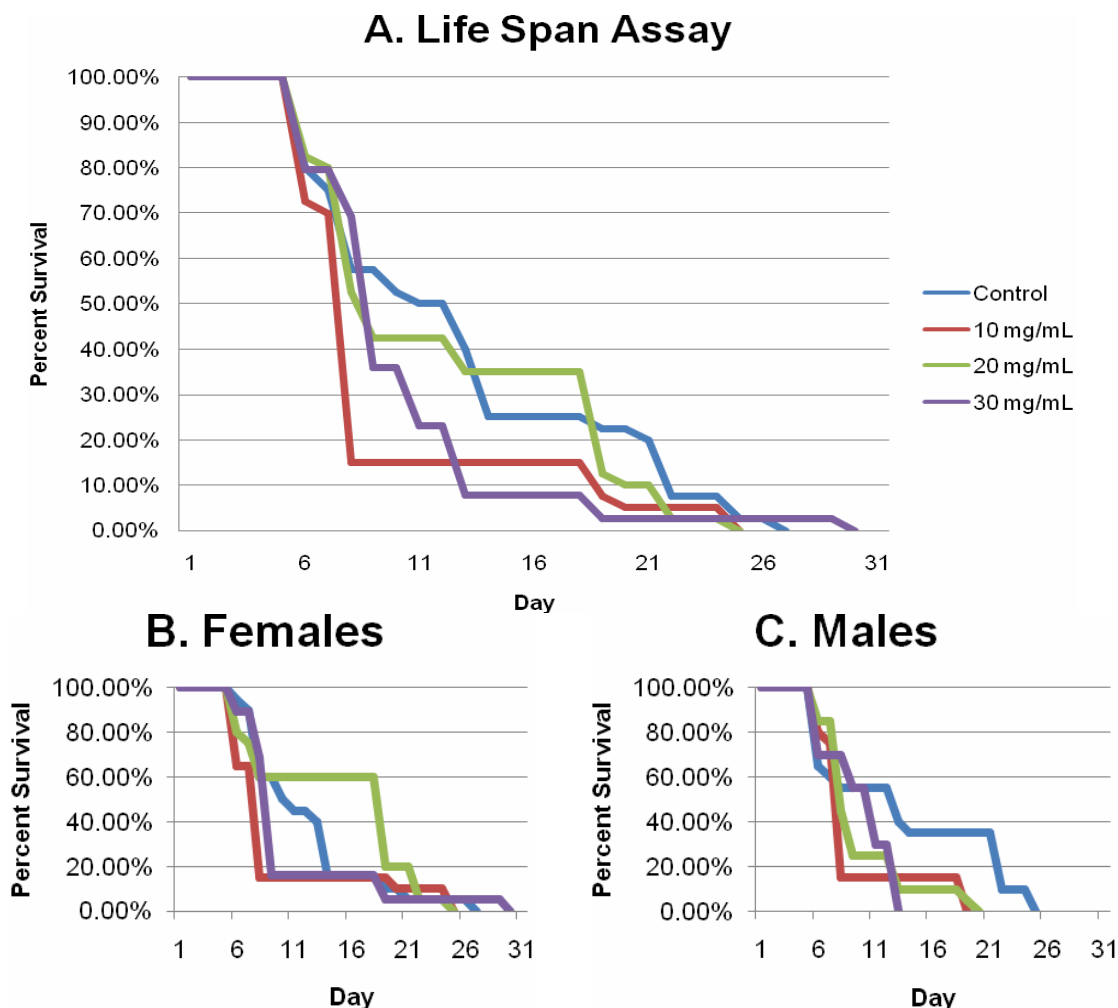 A. Life Span Assay
100.00%
90.00%
80.00%
70.00%
60.00%
50.00%
40.00%
30.00%
20.00%
10.00%
0.00%
Percent Survival
1 6 11 16 21 26 31
Day
Control
10 mg/mL
20 mg/mL
30 mg/mL
B. Females
100.00%
80.00%
60.00%
40.00%
20.00%
0.00%
Percent Survival
1 6 11 16 21 26 31
Day
C. Males
100.00%
80.00%
60.00%
40.00%
20.00%
0.00%
Percent Survival
1 6 11 16 21 26 31
Day